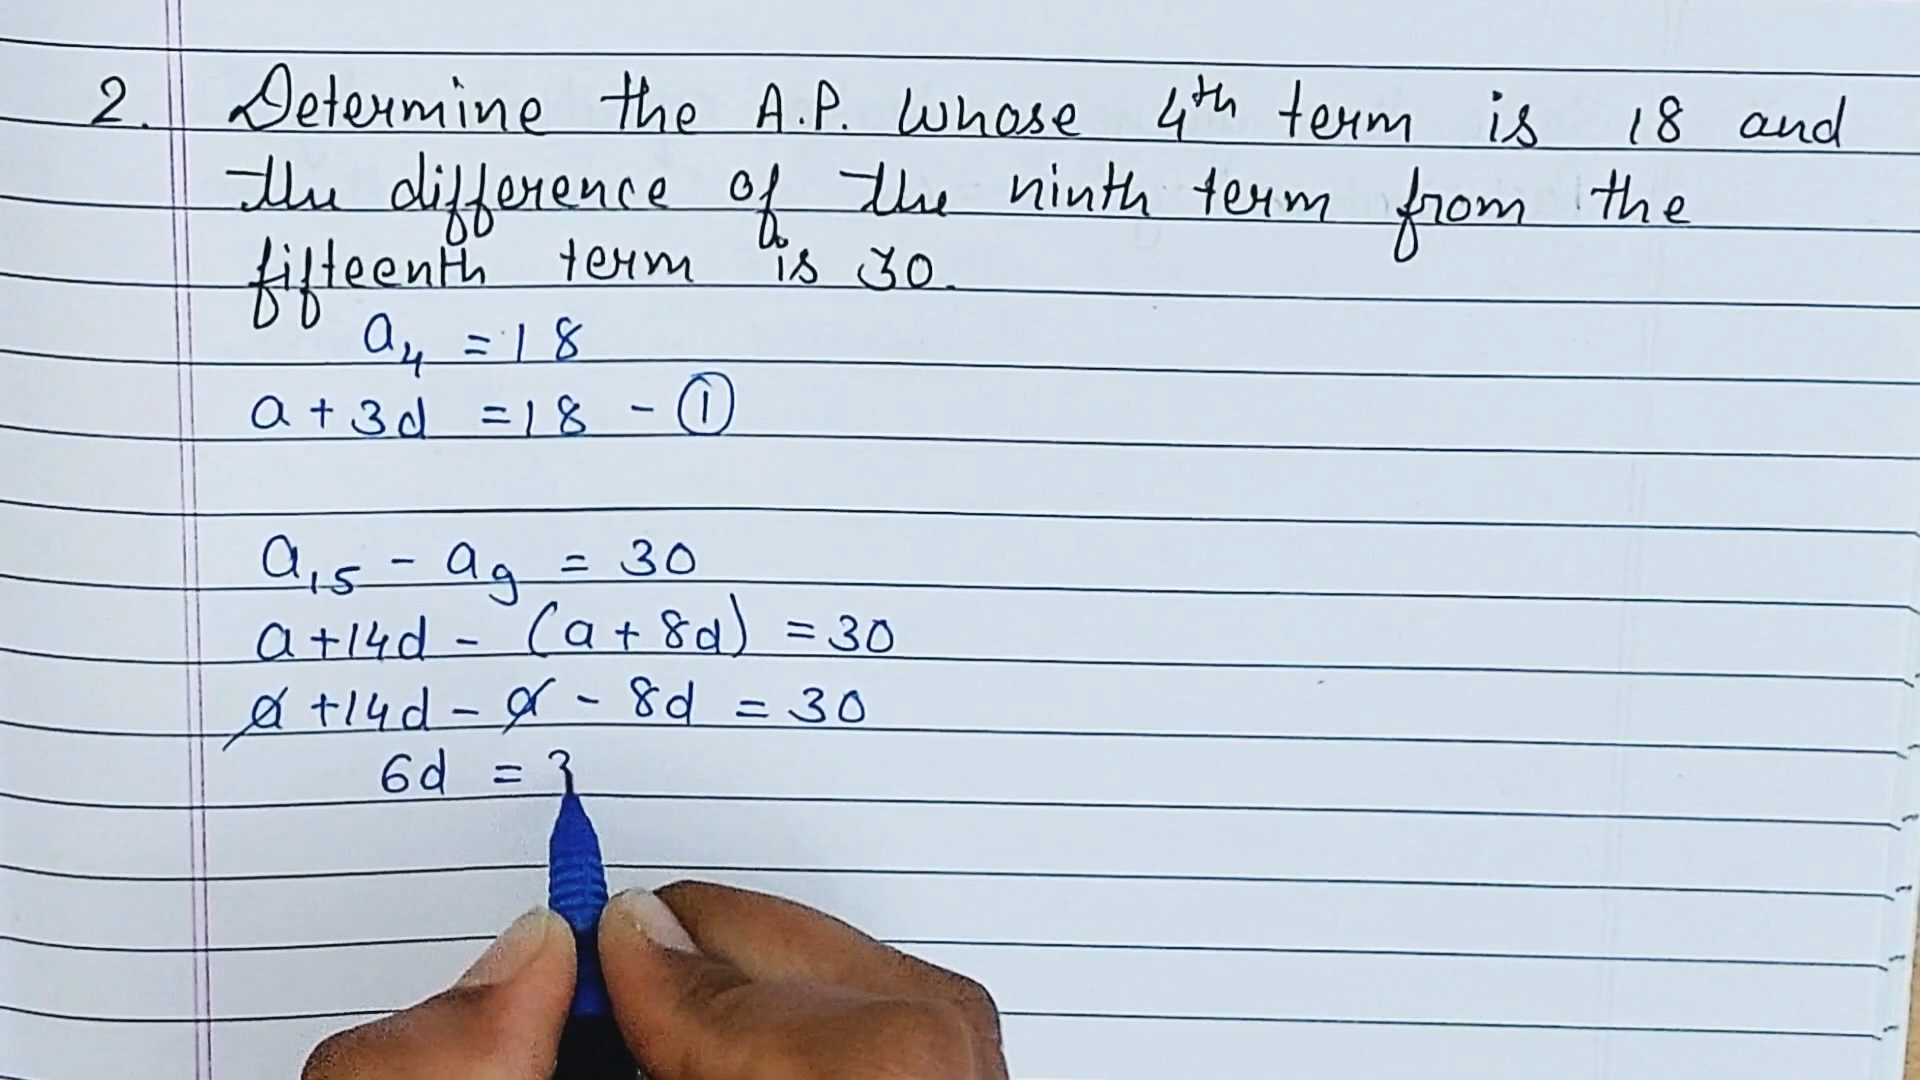 2. Determine the A.P. whose 4th term is 18 and
the difference of the ninth term from the
fifteenth term is 30.
a₄ = 18
a + 3d = 18 - ①
a₁₅ - a₉ = 30
a + 14d - (a + 8d) = 30
a + 14d - a - 8d = 30
6d = 3